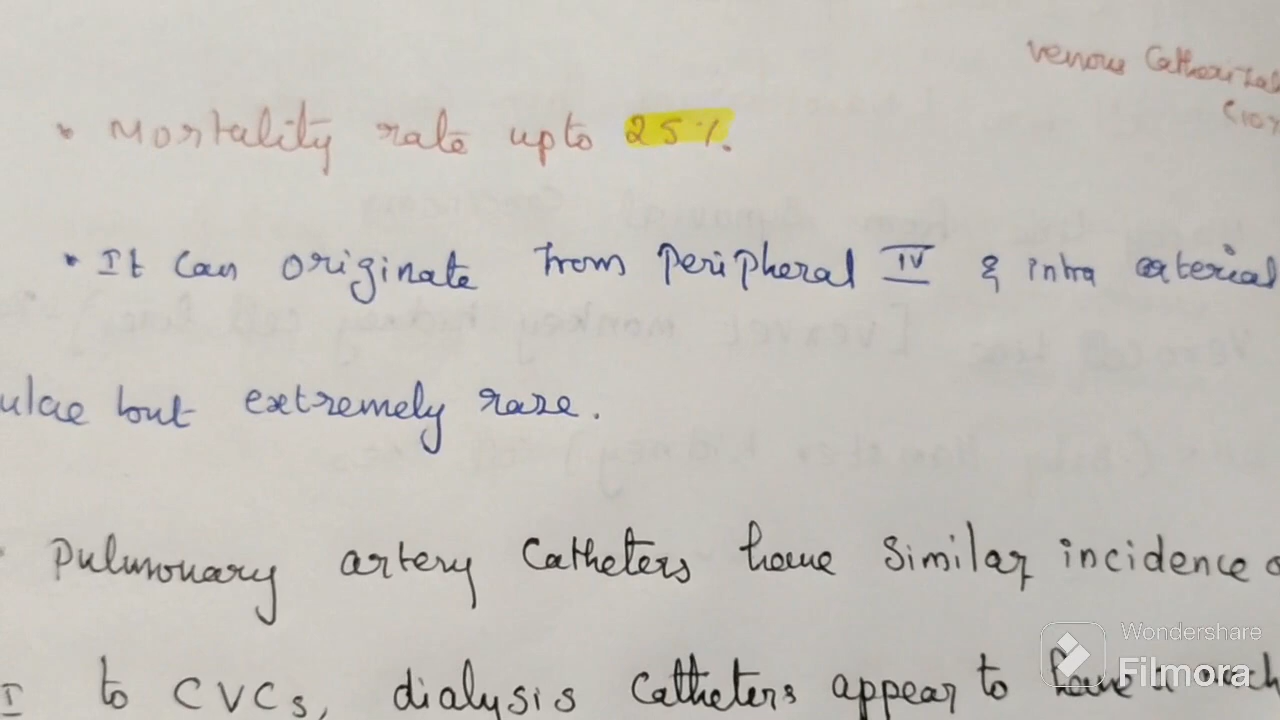 venous
• Mortality rate upto 25%.
• It can originate from peripheral IV & intra arterial
ulae but extremely rare.
Pulmonary artery Catheters have similar incidence
I to CVCs, dialysis Catheters appear to have a
Wondershare
Filmora